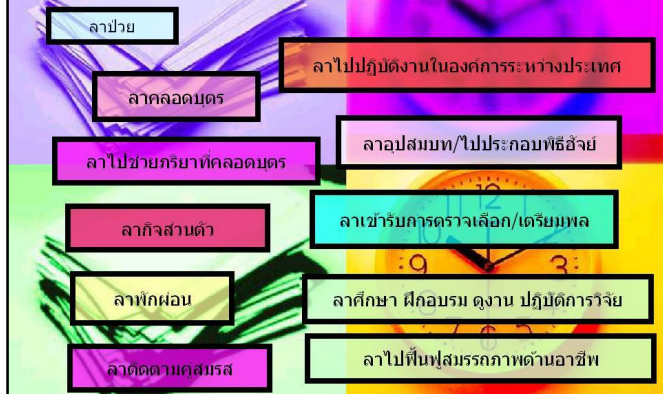 ลาป่วย
ลาคลอดบุตร
ลาไปช่วยภริยาที่คลอดบุตร
ลากิจส่วนตัว
ลาพักผ่อน
ลาติดตามคู่สมรส
ลาไปปฏิบัติงานในองค์การระหว่างประเทศ
ลาอุปสมบท/ไปประกอบพิธีฮัจย์
ลาเข้ารับการตรวจเลือก/เตรียมพล
ลาศึกษา ฝึกอบรม ดูงาน ปฏิบัติการวิจัย
ลาไปฟื้นฟูสมรรถภาพด้านอาชีพ
12
9
3
6